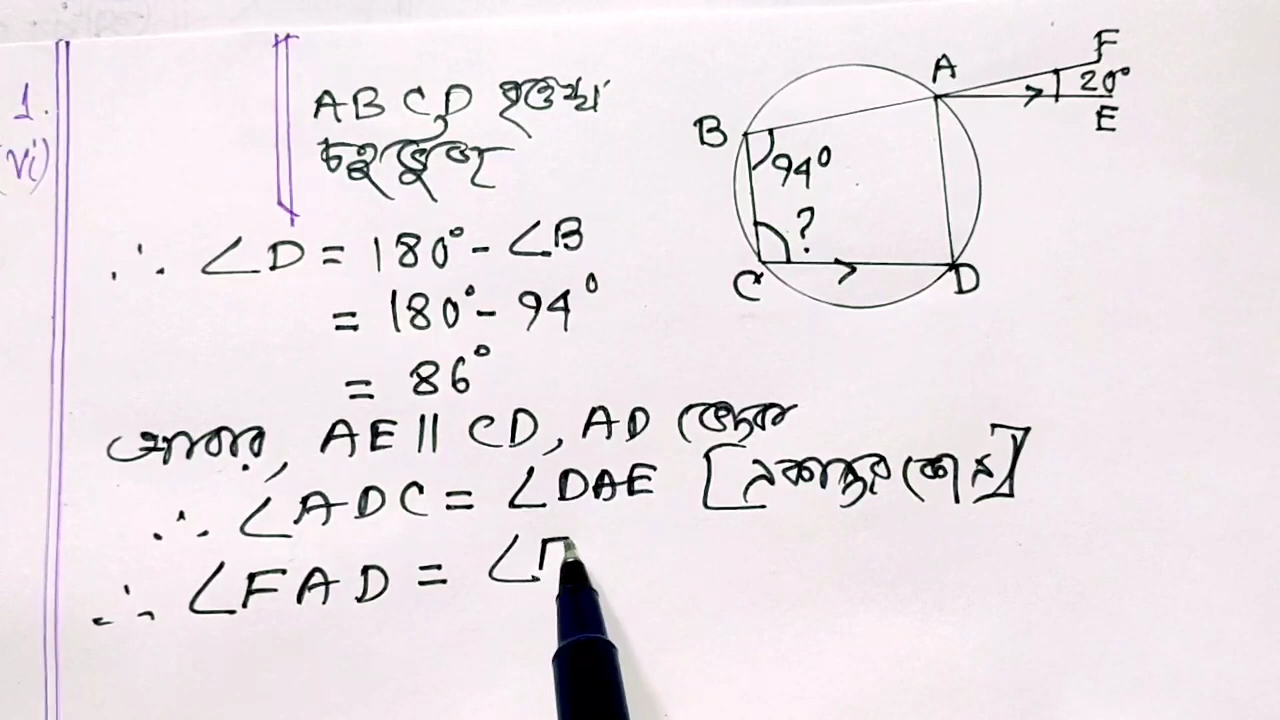 1.
(vi)
ABCD বৃত্তস্থ
চতুর্ভুজ
∴ ∠D = 180° - ∠B
= 180° - 94°
= 86°
আবার, AE || CD, AD ছেদক
∴ ∠ADC = ∠DAE [একান্তর কোণ]
∴ ∠FAD = ∠
A
F
20°
E
B
94°
?
C
D